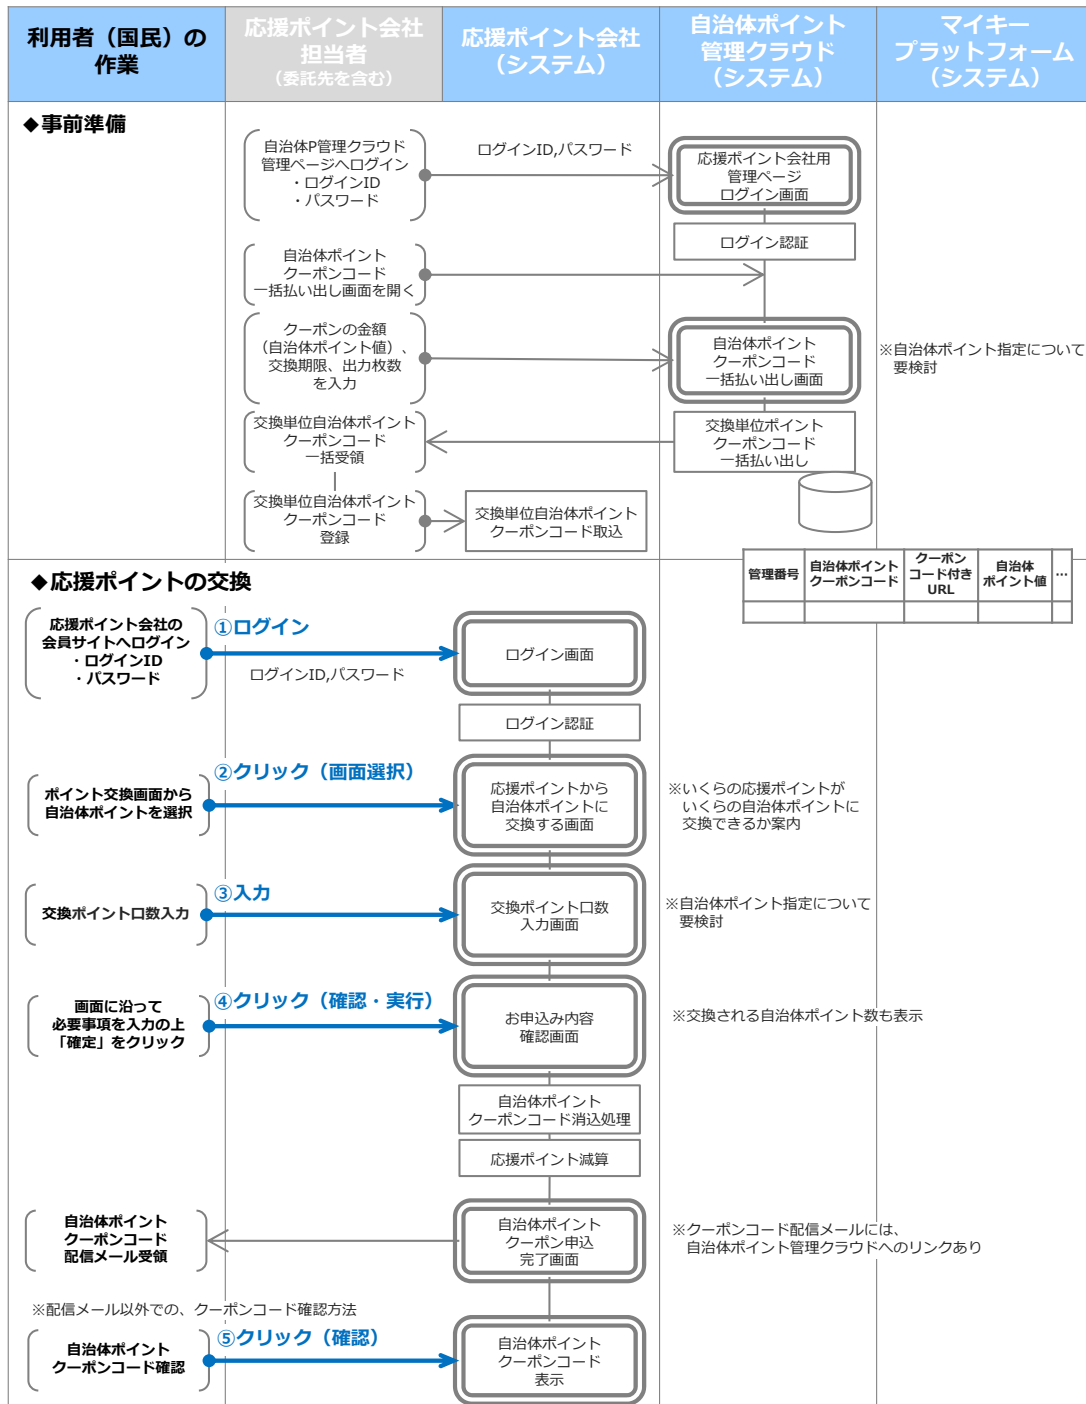 利用者（国民）の
作業
応援ポイント会社
担当者
（委託先を含む）
応援ポイント会社
（システム）
自治体ポイント
管理クラウド
（システム）
マイキー
プラットフォーム
（システム）
◆事前準備
自治体P管理クラウド
管理ページへログイン
・ログインID
・パスワード
ログインID,パスワード
応援ポイント会社用
管理ページ
ログイン画面
ログイン認証
自治体ポイント
クーポンコード
一括払い出し画面を開く
クーポンの金額
（自治体ポイント値）、
交換期限、出力枚数
を入力
自治体ポイント
クーポンコード
一括払い出し画面
※自治体ポイント指定について
要検討
交換単位自治体ポイント
クーポンコード
一括受領
交換単位ポイント
クーポンコード
一括払い出し
交換単位自治体ポイント
クーポンコード
登録
交換単位自治体ポイント
クーポンコード取込
管理番号
自治体ポイント
クーポンコード
クーポン
コード付き
URL
自治体
ポイント値
…
◆応援ポイントの交換
応援ポイント会社の
会員サイトへログイン
・ログインID
・パスワード
①ログイン
ログインID,パスワード
ログイン画面
ログイン認証
ポイント交換画面から
自治体ポイントを選択
②クリック（画面選択）
応援ポイントから
自治体ポイントに
交換する画面
※いくらの応援ポイントが
いくらの自治体ポイントに
交換できるか案内
交換ポイント口数入力
③入力
交換ポイント口数
入力画面
※自治体ポイント指定について
要検討
画面に沿って
必要事項を入力の上
「確定」をクリック
④クリック（確認・実行）
お申込み内容
確認画面
※交換される自治体ポイント数も表示
自治体ポイント
クーポンコード消込処理
応援ポイント減算
自治体ポイント
クーポンコード
配信メール受領
自治体ポイント
クーポン申込
完了画面
※クーポンコード配信メールには、
自治体ポイント管理クラウドへのリンクあり
※配信メール以外での、クーポンコード確認方法
自治体ポイント
クーポンコード確認
⑤クリック（確認）
自治体ポイント
クーポンコード
表示